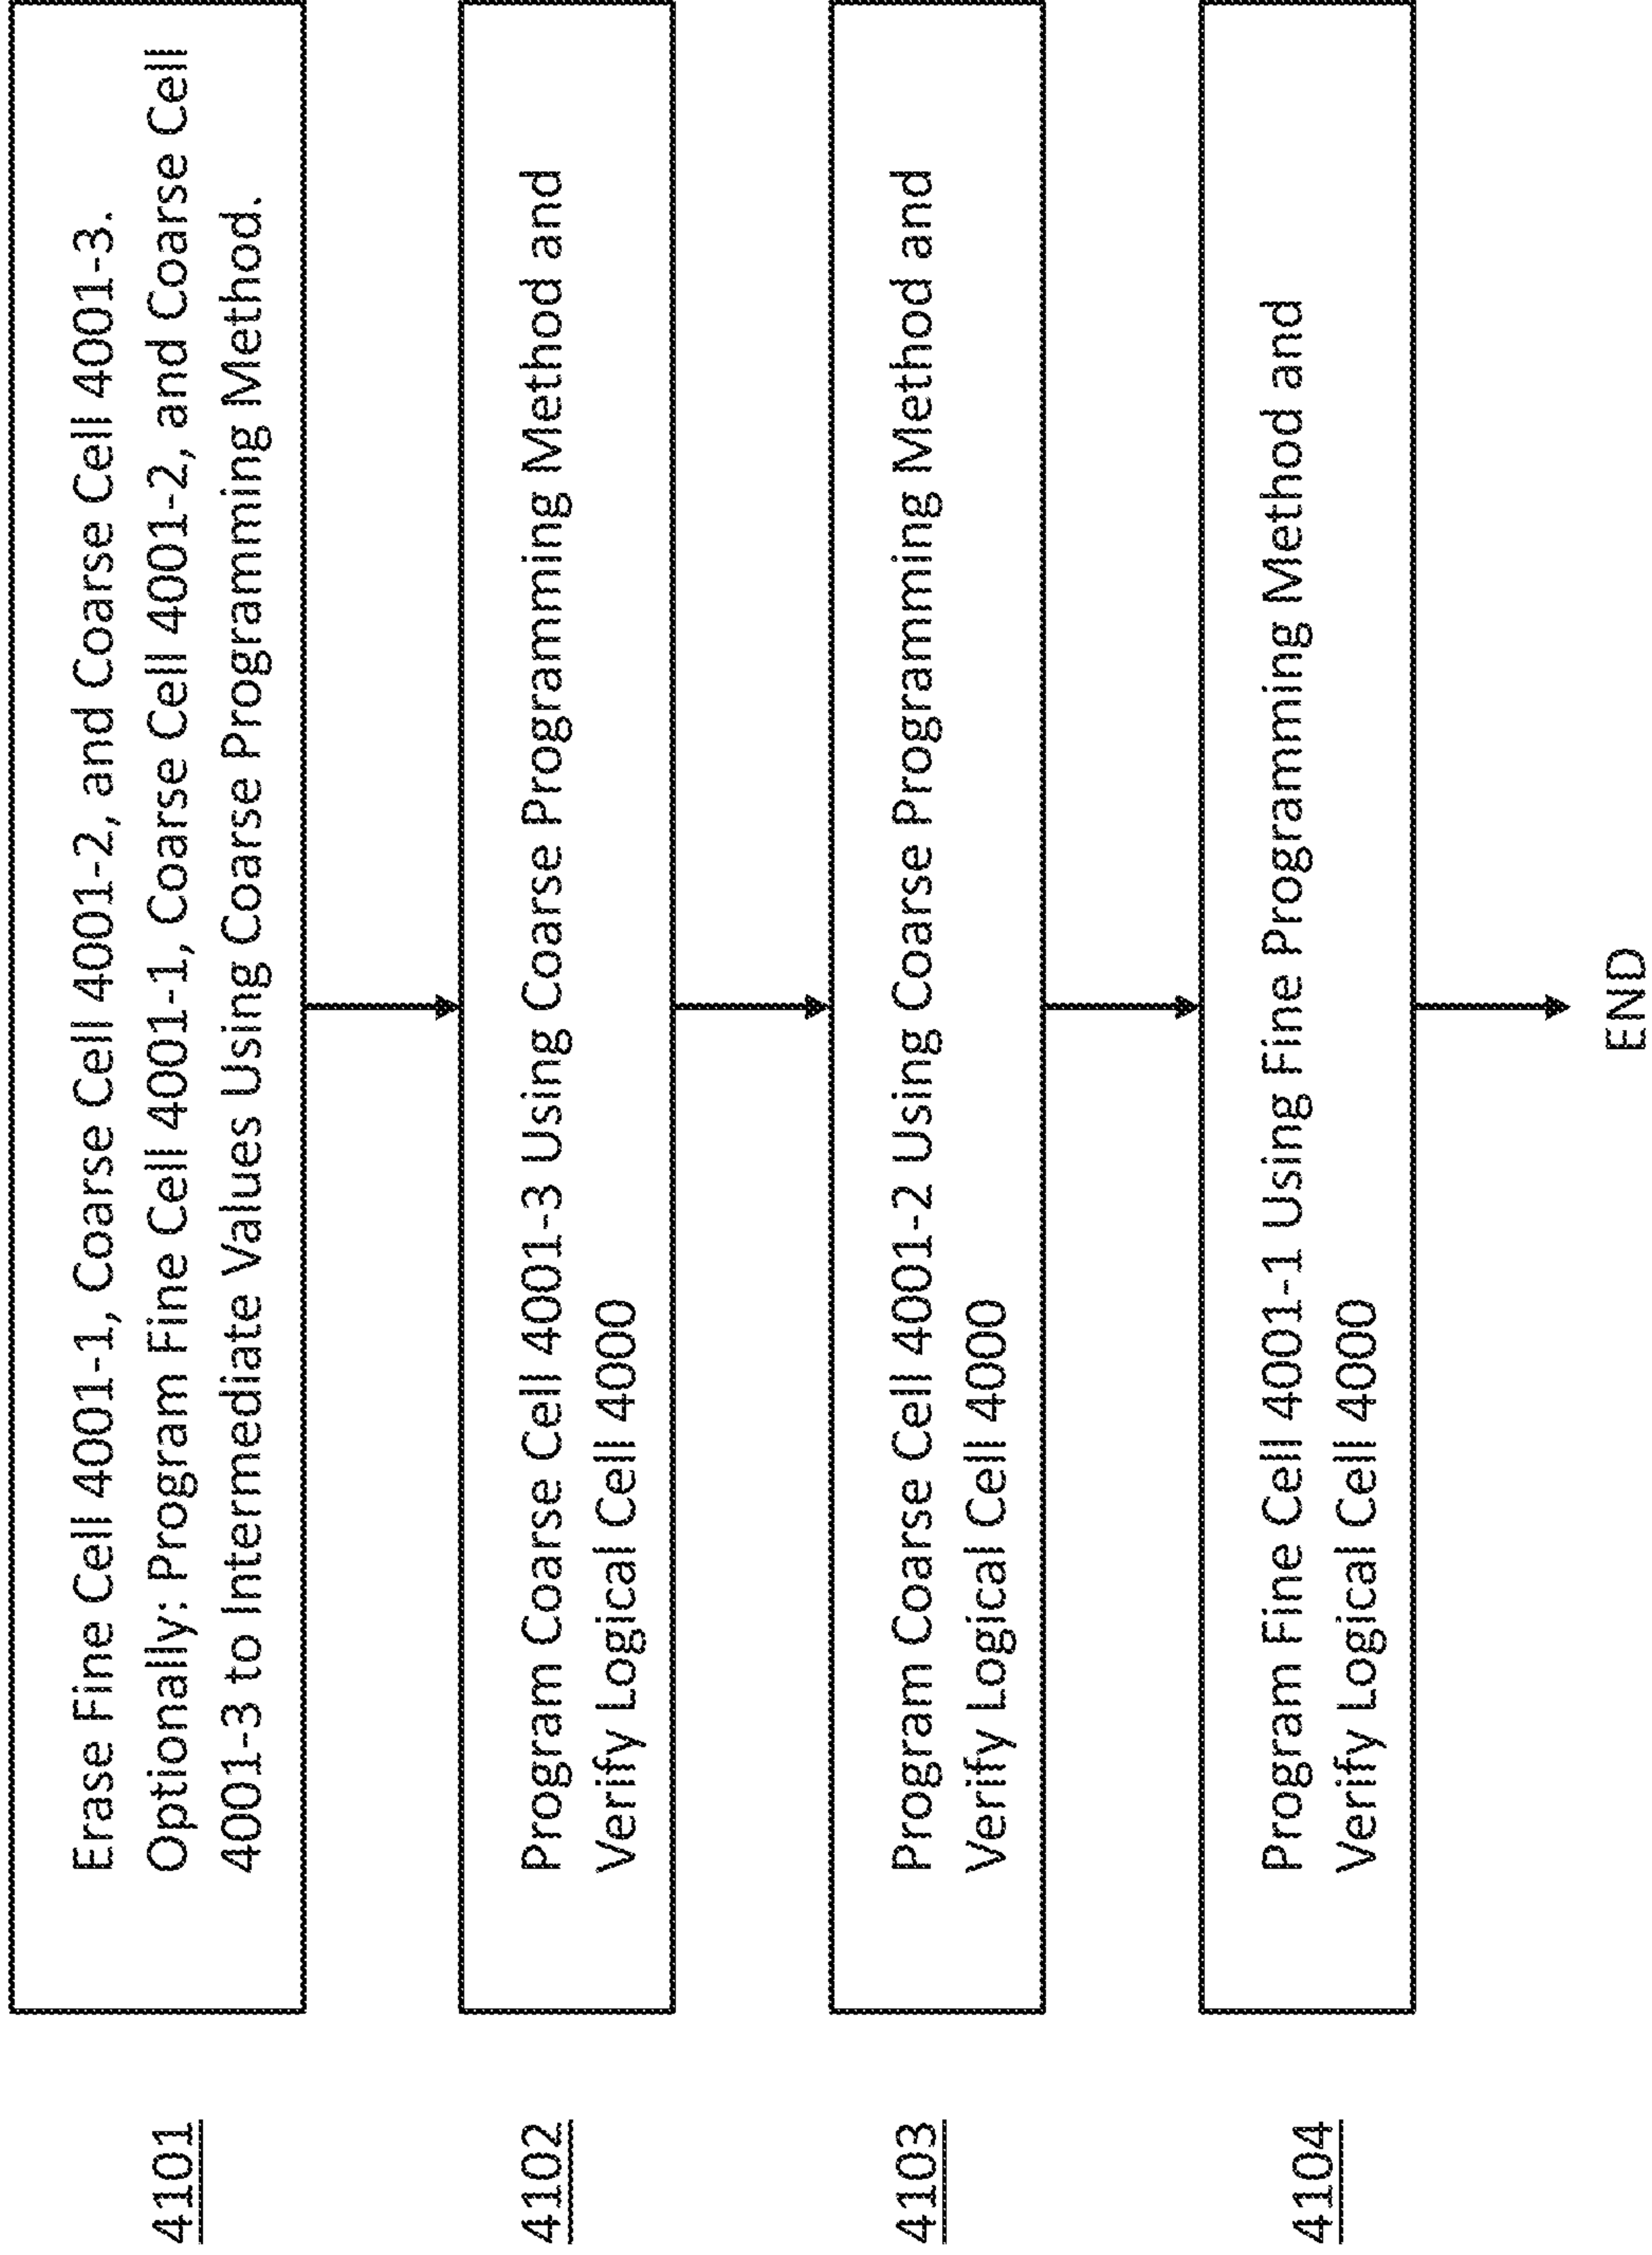 4101
Erase Fine Cell 4001-1, Coarse Cell 4001-2, and Coarse Cell 4001-3.
Optionally: Program Fine Cell 4001-1, Coarse Cell 4001-2, and Coarse Cell
4001-3 to Intermediate Values Using Coarse Programming Method.
4102
Program Coarse Cell 4001-3 Using Coarse Programming Method and
Verify Logical Cell 4000
4103
Program Coarse Cell 4001-2 Using Coarse Programming Method and
Verify Logical Cell 4000
4104
Program Fine Cell 4001-1 Using Fine Programming Method and
Verify Logical Cell 4000
END